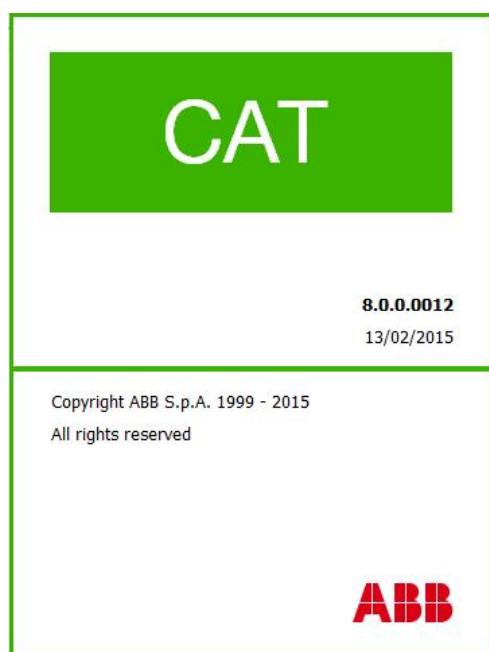 CAT
8.0.0.0012
13/02/2015
Copyright ABB S.p.A. 1999 - 2015
All rights reserved
ABB